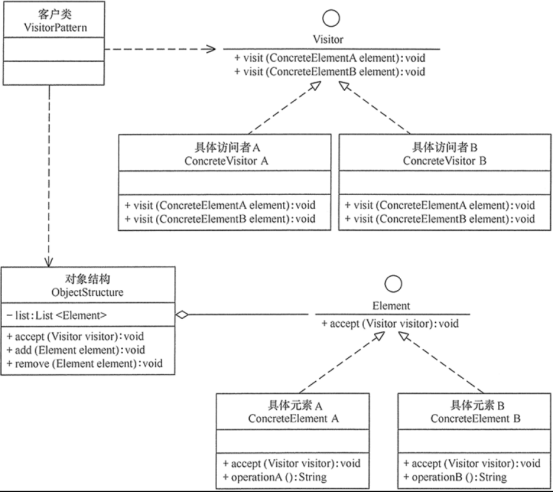 客户类
VisitorPattern
Visitor
+ visit (ConcreteElementA element): void
+ visit (ConcreteElementB element): void
具体访问者A
ConcreteVisitor A
+ visit (ConcreteElementA element): void
+ visit (ConcreteElementB element): void
具体访问者B
ConcreteVisitor B
+ visit (ConcreteElementA element): void
+ visit (ConcreteElementB element): void
对象结构
ObjectStructure
− list: List <Element>
+ accept (Visitor visitor): void
+ add (Element element): void
+ remove (Element element): void
Element
+ accept (Visitor visitor): void
具体元素A
ConcreteElement A
+ accept (Visitor visitor): void
+ operationA (): String
具体元素B
ConcreteElement B
+ accept (Visitor visitor): void
+ operationB (): String